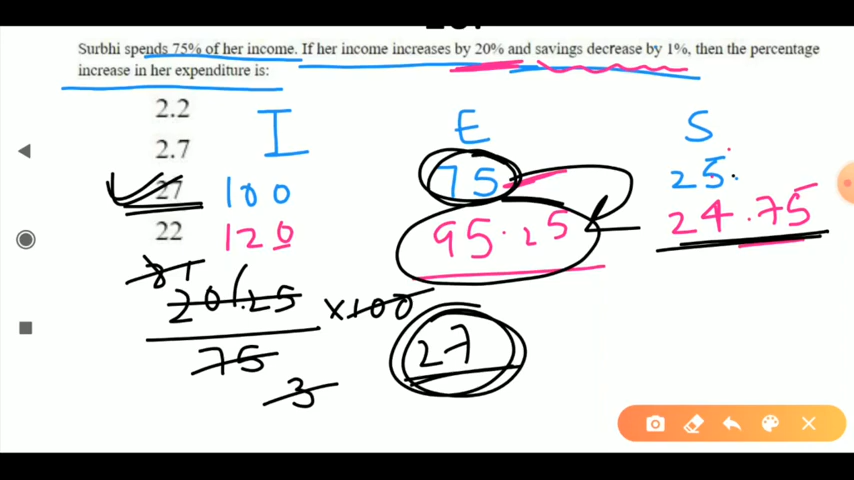 Surbhi spends 75% of her income. If her income increases by 20% and savings decrease by 1%, then the percentage
increase in her expenditure is:
2.2
2.7
27
22
I E S
100 75 25
120 95.25 24.75
81
20.25 x100
75
3
27